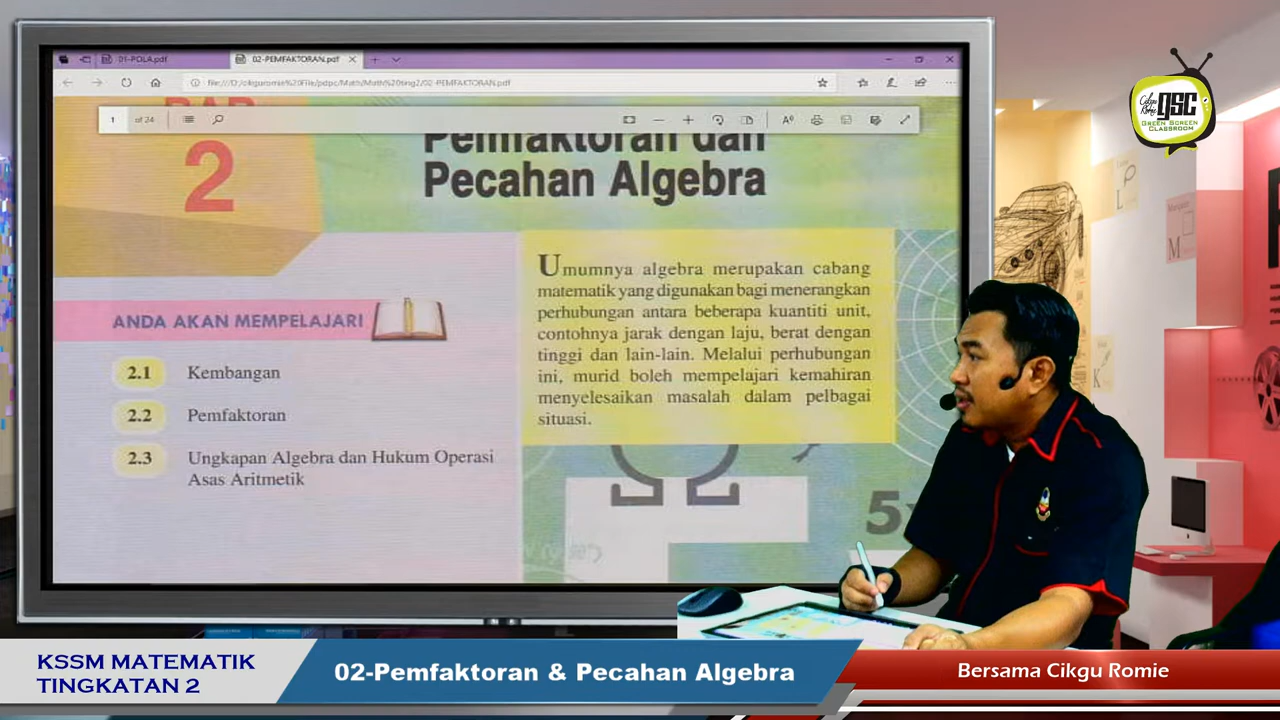 01-POLA.pdf
02-PEMFAKTORAN.pdf
1 of 24
BAB
2
Pemfaktoran dan
Pecahan Algebra
ANDA AKAN MEMPELAJARI
2.1 Kembangan
2.2 Pemfaktoran
2.3 Ungkapan Algebra dan Hukum Operasi
Asas Aritmetik
Umumnya algebra merupakan cabang
matematik yang digunakan bagi menerangkan
perhubungan antara beberapa kuantiti unit,
contohnya jarak dengan laju, berat dengan
tinggi dan lain-lain. Melalui perhubungan
ini, murid boleh mempelajari kemahiran
menyelesaikan masalah dalam pelbagai
situasi.
Cikgu
Romie
GSC
GREEN SCREEN
CLASSROOM
L
M
K
KSSM MATEMATIK
TINGKATAN 2
02-Pemfaktoran & Pecahan Algebra
Bersama Cikgu Romie